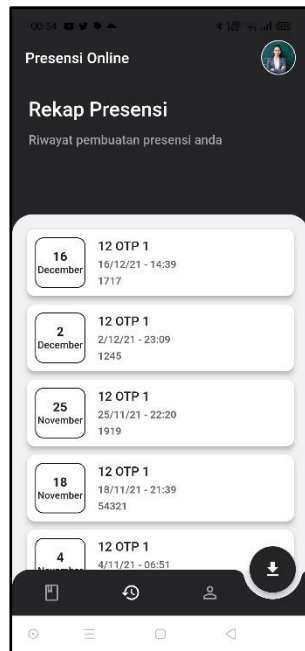 00:54
Presensi Online
Rekap Presensi
Riwayat pembuatan presensi anda
16
December
12 OTP 1
16/12/21 - 14:39
1717
2
December
12 OTP 1
2/12/21 - 23:09
1245
25
November
12 OTP 1
25/11/21 - 22:20
1919
18
November
12 OTP 1
18/11/21 - 21:39
54321
4
November
12 OTP 1
4/11/21 - 06:51